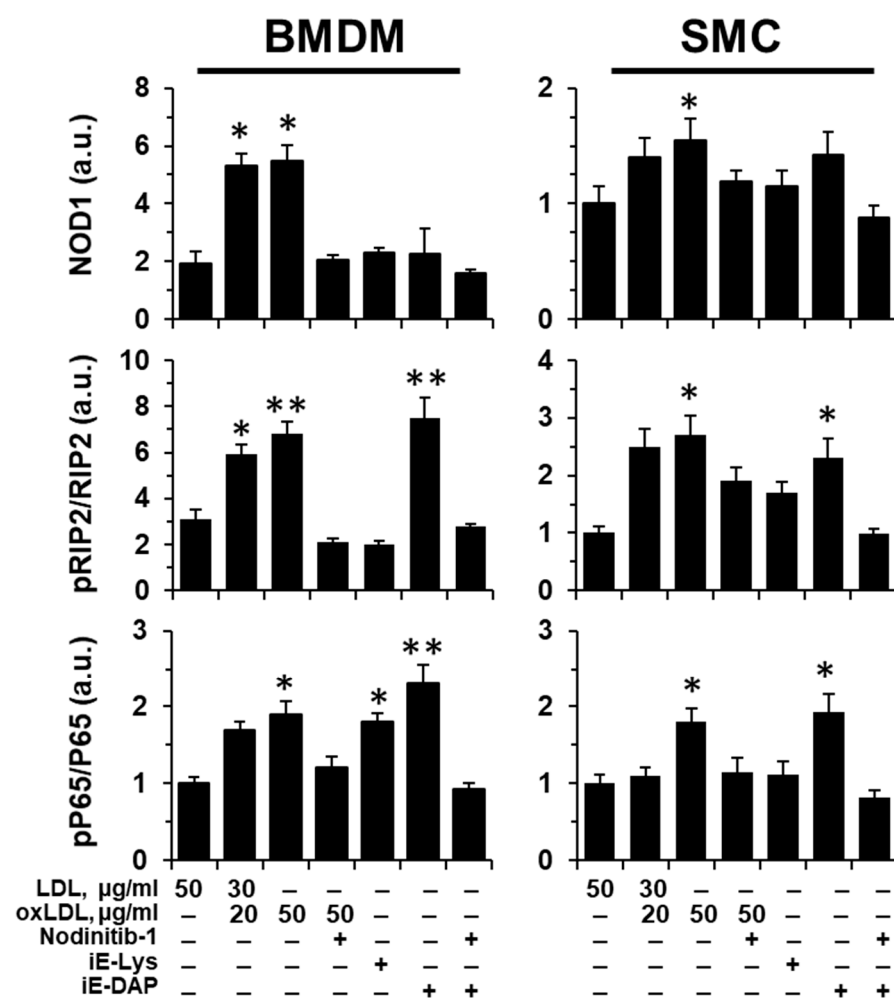 BMDM SMC
NOD1 (a.u.)
8 2
* *
6
*
4 1
2
0 0
pRIP2/RIP2 (a.u.)
10 4
**
8
** *
3
* *
6
2
4
1
2
0 0
pP65/P65 (a.u.)
3 3
**
* * * *
2 2
1 1
0 0
LDL, µg/ml 50 30 – – – – – 50 30 – – – – –
oxLDL, µg/ml – 20 50 50 – – – – 20 50 50 – – –
Nodinitib-1 – – – + – – + – – – + – – +
iE-Lys – – – – + – – – – – – + – –
iE-DAP – – – – – + + – – – – – + +